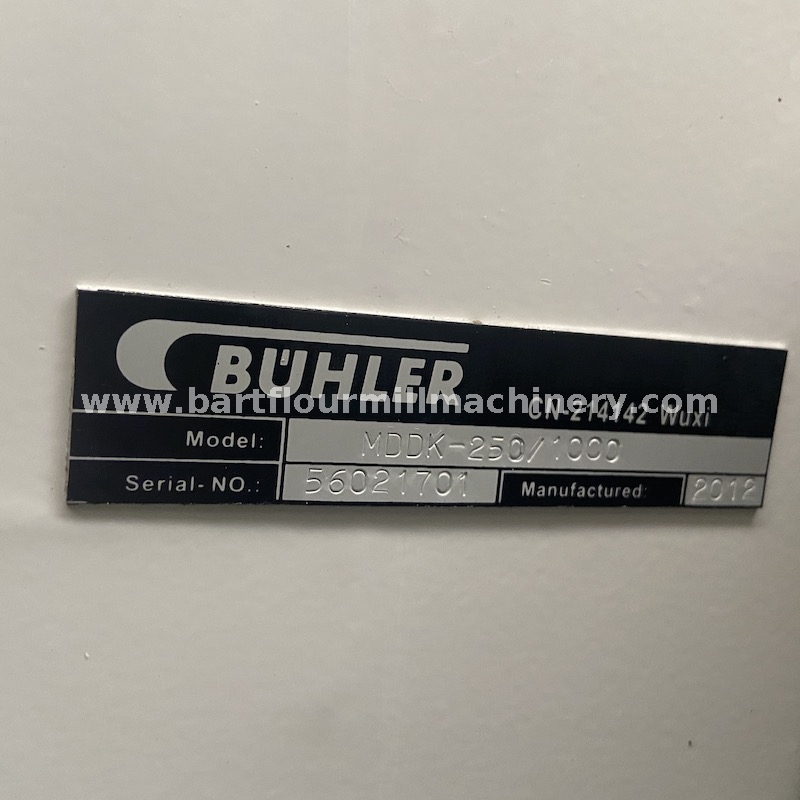 BÜHLER
www.bartflourmillmachinery.com
CN-214142 Wuxi
Model: MDDK-250/1000
Serial-NO.: 56021701 Manufactured: 2012